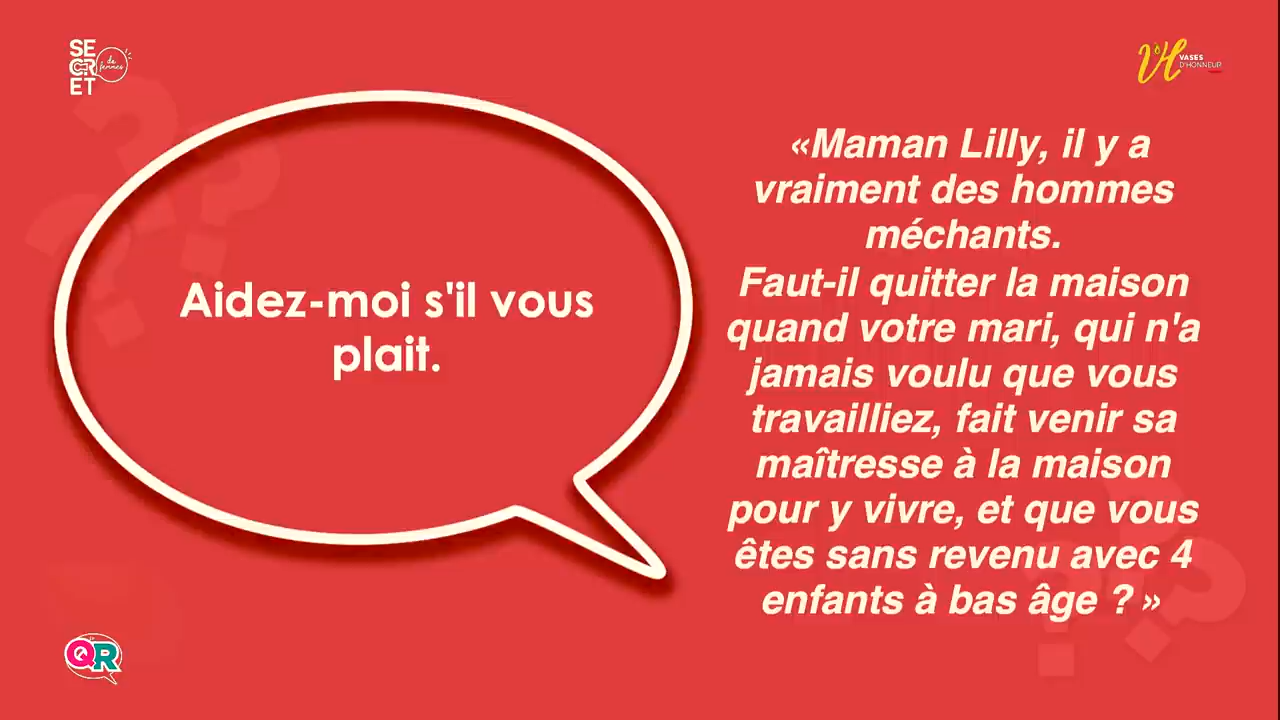 SE
CR
ET
de
femmes
VH
VASES
D'HONNEUR
«Maman Lilly, il y a
vraiment des hommes
méchants.
Faut-il quitter la maison
quand votre mari, qui n'a
jamais voulu que vous
travailliez, fait venir sa
maîtresse à la maison
pour y vivre, et que vous
êtes sans revenu avec 4
enfants à bas âge ? »
Aidez-moi s'il vous
plait.
QR